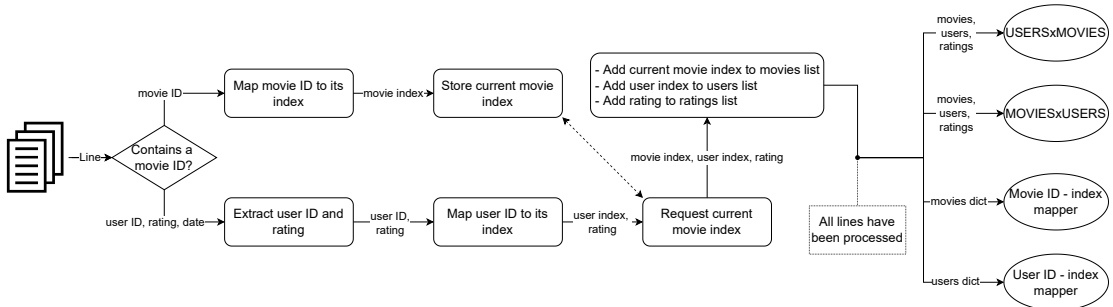 Line
Contains a
movie ID?
movie ID
Map movie ID to its
index
movie index
Store current movie
index
user ID, rating, date
Extract user ID and
rating
user ID,
rating
Map user ID to its
index
user index,
rating
Request current
movie index
movie index, user index, rating
- Add current movie index to movies list
- Add user index to users list
- Add rating to ratings list
All lines have
been processed
movies,
users,
ratings
USERSxMOVIES
movies,
users,
ratings
MOVIESxUSERS
movies dict
Movie ID - index
mapper
users dict
User ID - index
mapper